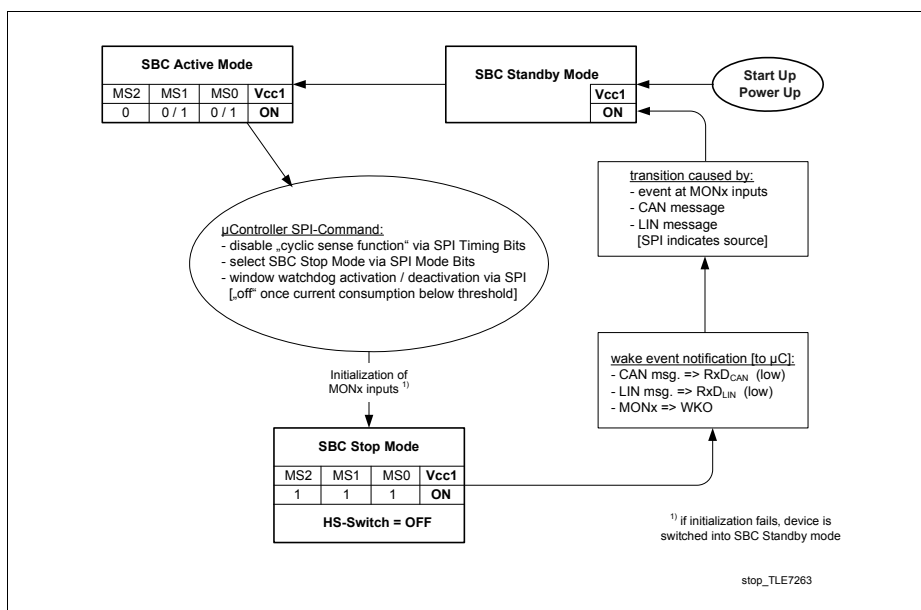 SBC Active Mode
MS2 MS1 MS0 Vcc1
0 0 / 1 0 / 1 ON
SBC Standby Mode
Vcc1
ON
Start Up
Power Up
transition caused by:
- event at MONx inputs
- CAN message
- LIN message
[SPI indicates source]
µController SPI-Command:
- disable „cyclic sense function“ via SPI Timing Bits
- select SBC Stop Mode via SPI Mode Bits
- window watchdog activation / deactivation via SPI
[„off“ once current consumption below threshold]
wake event notification [to µC]:
- CAN msg. => RxDCAN (low)
- LIN msg. => RxDLIN (low)
- MONx => WKO
Initialization of
MONx inputs 1)
SBC Stop Mode
MS2 MS1 MS0 Vcc1
1 1 1 ON
HS-Switch = OFF
1) if initialization fails, device is
switched into SBC Standby mode
stop_TLE7263